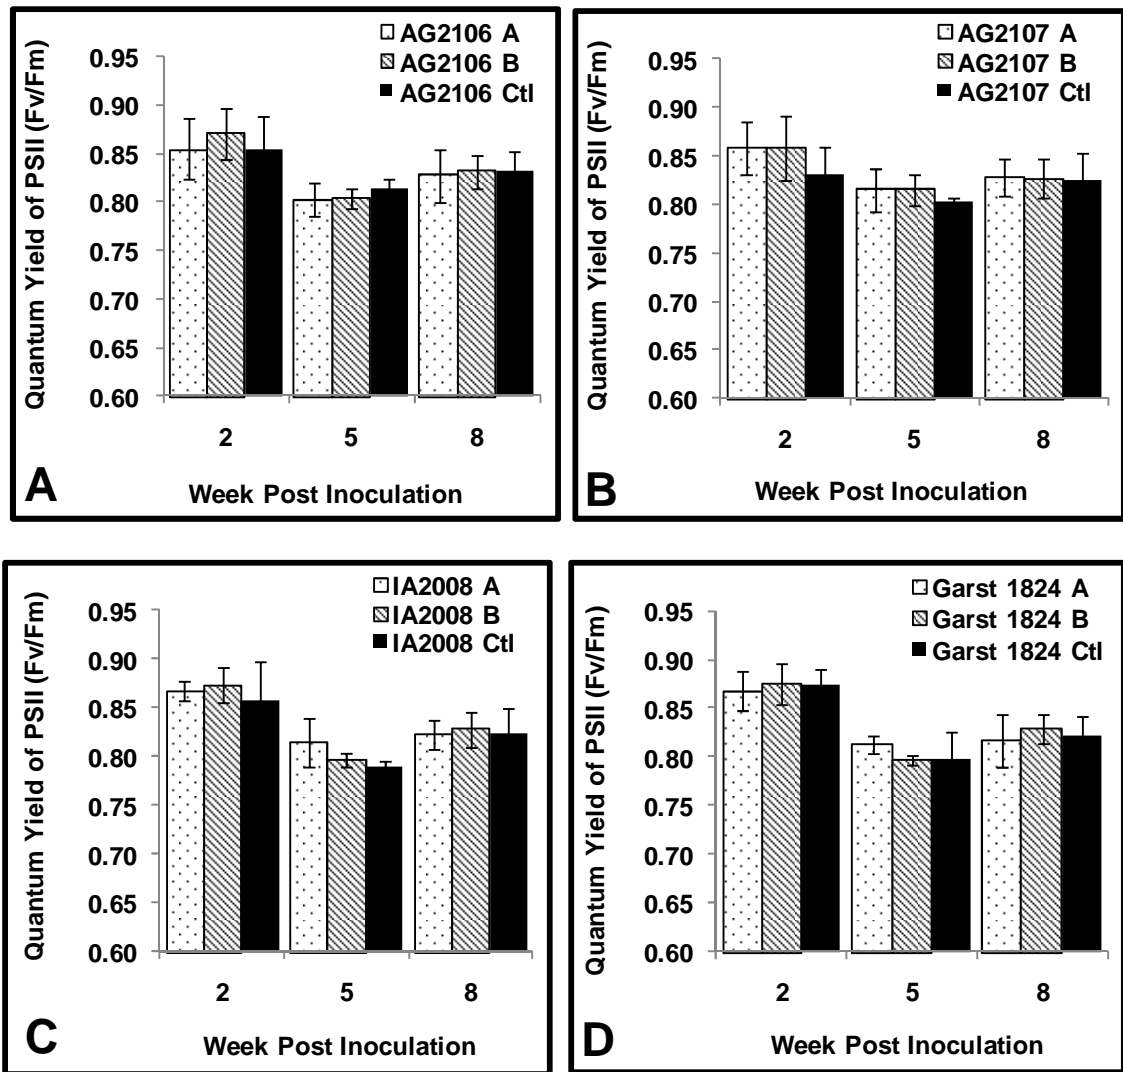 AG2106 A
AG2106 B
AG2106 Ctl
Quantum Yield of PSII (Fv/Fm)
0.95
0.90
0.85
0.80
0.75
0.70
0.65
0.60
2 5 8
Week Post Inoculation
A
AG2107 A
AG2107 B
AG2107 Ctl
Quantum Yield of PSII (Fv/Fm)
0.95
0.90
0.85
0.80
0.75
0.70
0.65
0.60
2 5 8
Week Post Inoculation
B
IA2008 A
IA2008 B
IA2008 Ctl
Quantum Yield of PSII (Fv/Fm)
0.95
0.90
0.85
0.80
0.75
0.70
0.65
0.60
2 5 8
Week Post Inoculation
C
Garst 1824 A
Garst 1824 B
Garst 1824 Ctl
Quantum Yield of PSII (Fv/Fm)
0.95
0.90
0.85
0.80
0.75
0.70
0.65
0.60
2 5 8
Week Post Inoculation
D